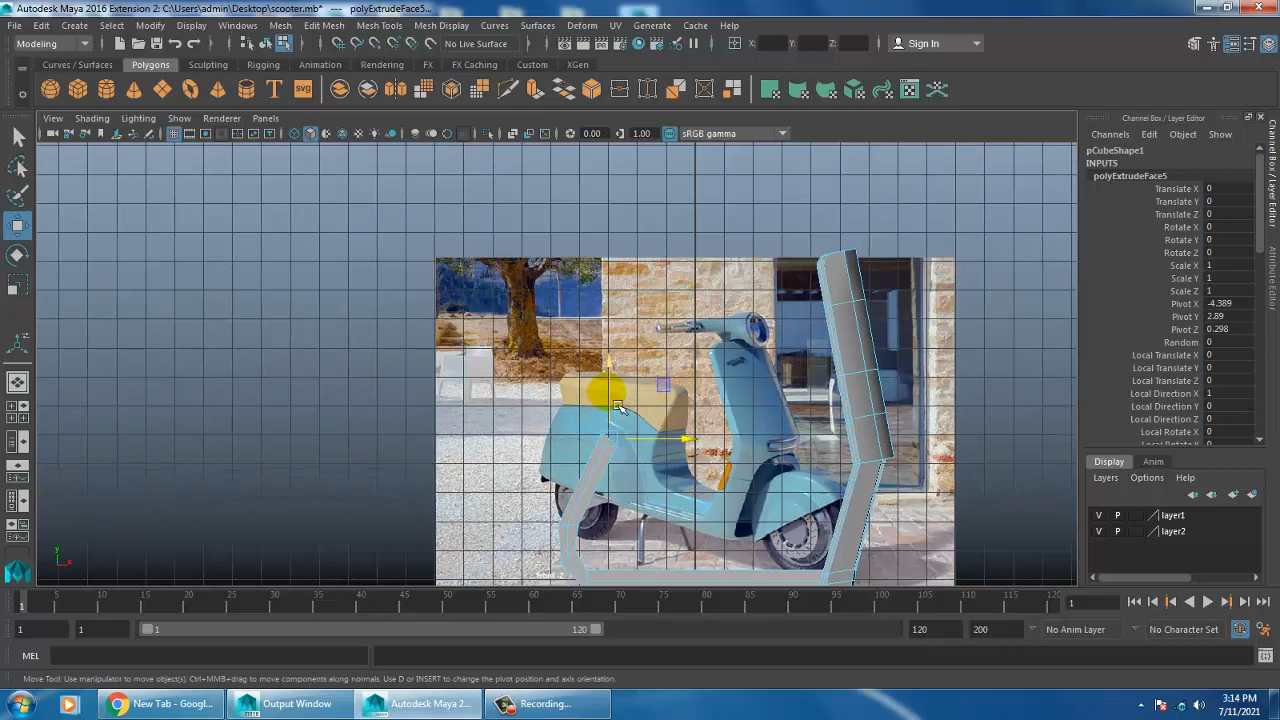 Autodesk Maya 2016 Extension 2: C:\Users\admin\Desktop\scooter.mb* --- polyExtrudeFace5...
File Edit Create Select Modify Display Windows Mesh Edit Mesh Mesh Tools Mesh Display Curves Surfaces Deform UV Generate Cache Help
Modeling No Live Surface X: Y: Z: Sign In
Curves / Surfaces Polygons Sculpting Rigging Animation Rendering FX FX Caching Custom XGen
svg
View Shading Lighting Show Renderer Panels
0.00 1.00 sRGB gamma
Channel Box / Layer Editor
Channels Edit Object Show
pCubeShape1
INPUTS
polyExtrudeFace5
Translate X 0
Translate Y 0
Translate Z 0
Rotate X 0
Rotate Y 0
Rotate Z 0
Scale X 1
Scale Y 1
Scale Z 1
Pivot X -4.389
Pivot Y 2.89
Pivot Z 0.298
Random 0
Local Translate X 0
Local Translate Y 0
Local Translate Z 0
Local Direction X 1
Local Direction Y 0
Local Direction Z 0
Local Rotate X 0
Channel Box / Layer Editor
Attribute Editor
Display Anim
Layers Options Help
V P layer1
V P layer2
y
x
front -Z
1 5 10 15 20 25 30 35 40 45 50 55 60 65 70 75 80 85 90 95 100 105 110 115 120 1
1 1 1 120 120 200 No Anim Layer No Character Set
MEL
Move Tool: Use manipulator to move object(s). Ctrl+MMB+drag to move components along normals. Use D or INSERT to change the pivot position and axis orientation.
New Tab - Googl... Output Window Autodesk Maya 2... Recording...
3:14 PM
7/11/2021